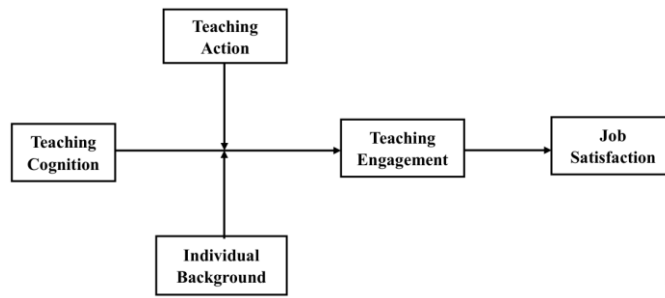 Teaching
Action
Teaching
Cognition
Teaching
Engagement
Job
Satisfaction
Individual
Background